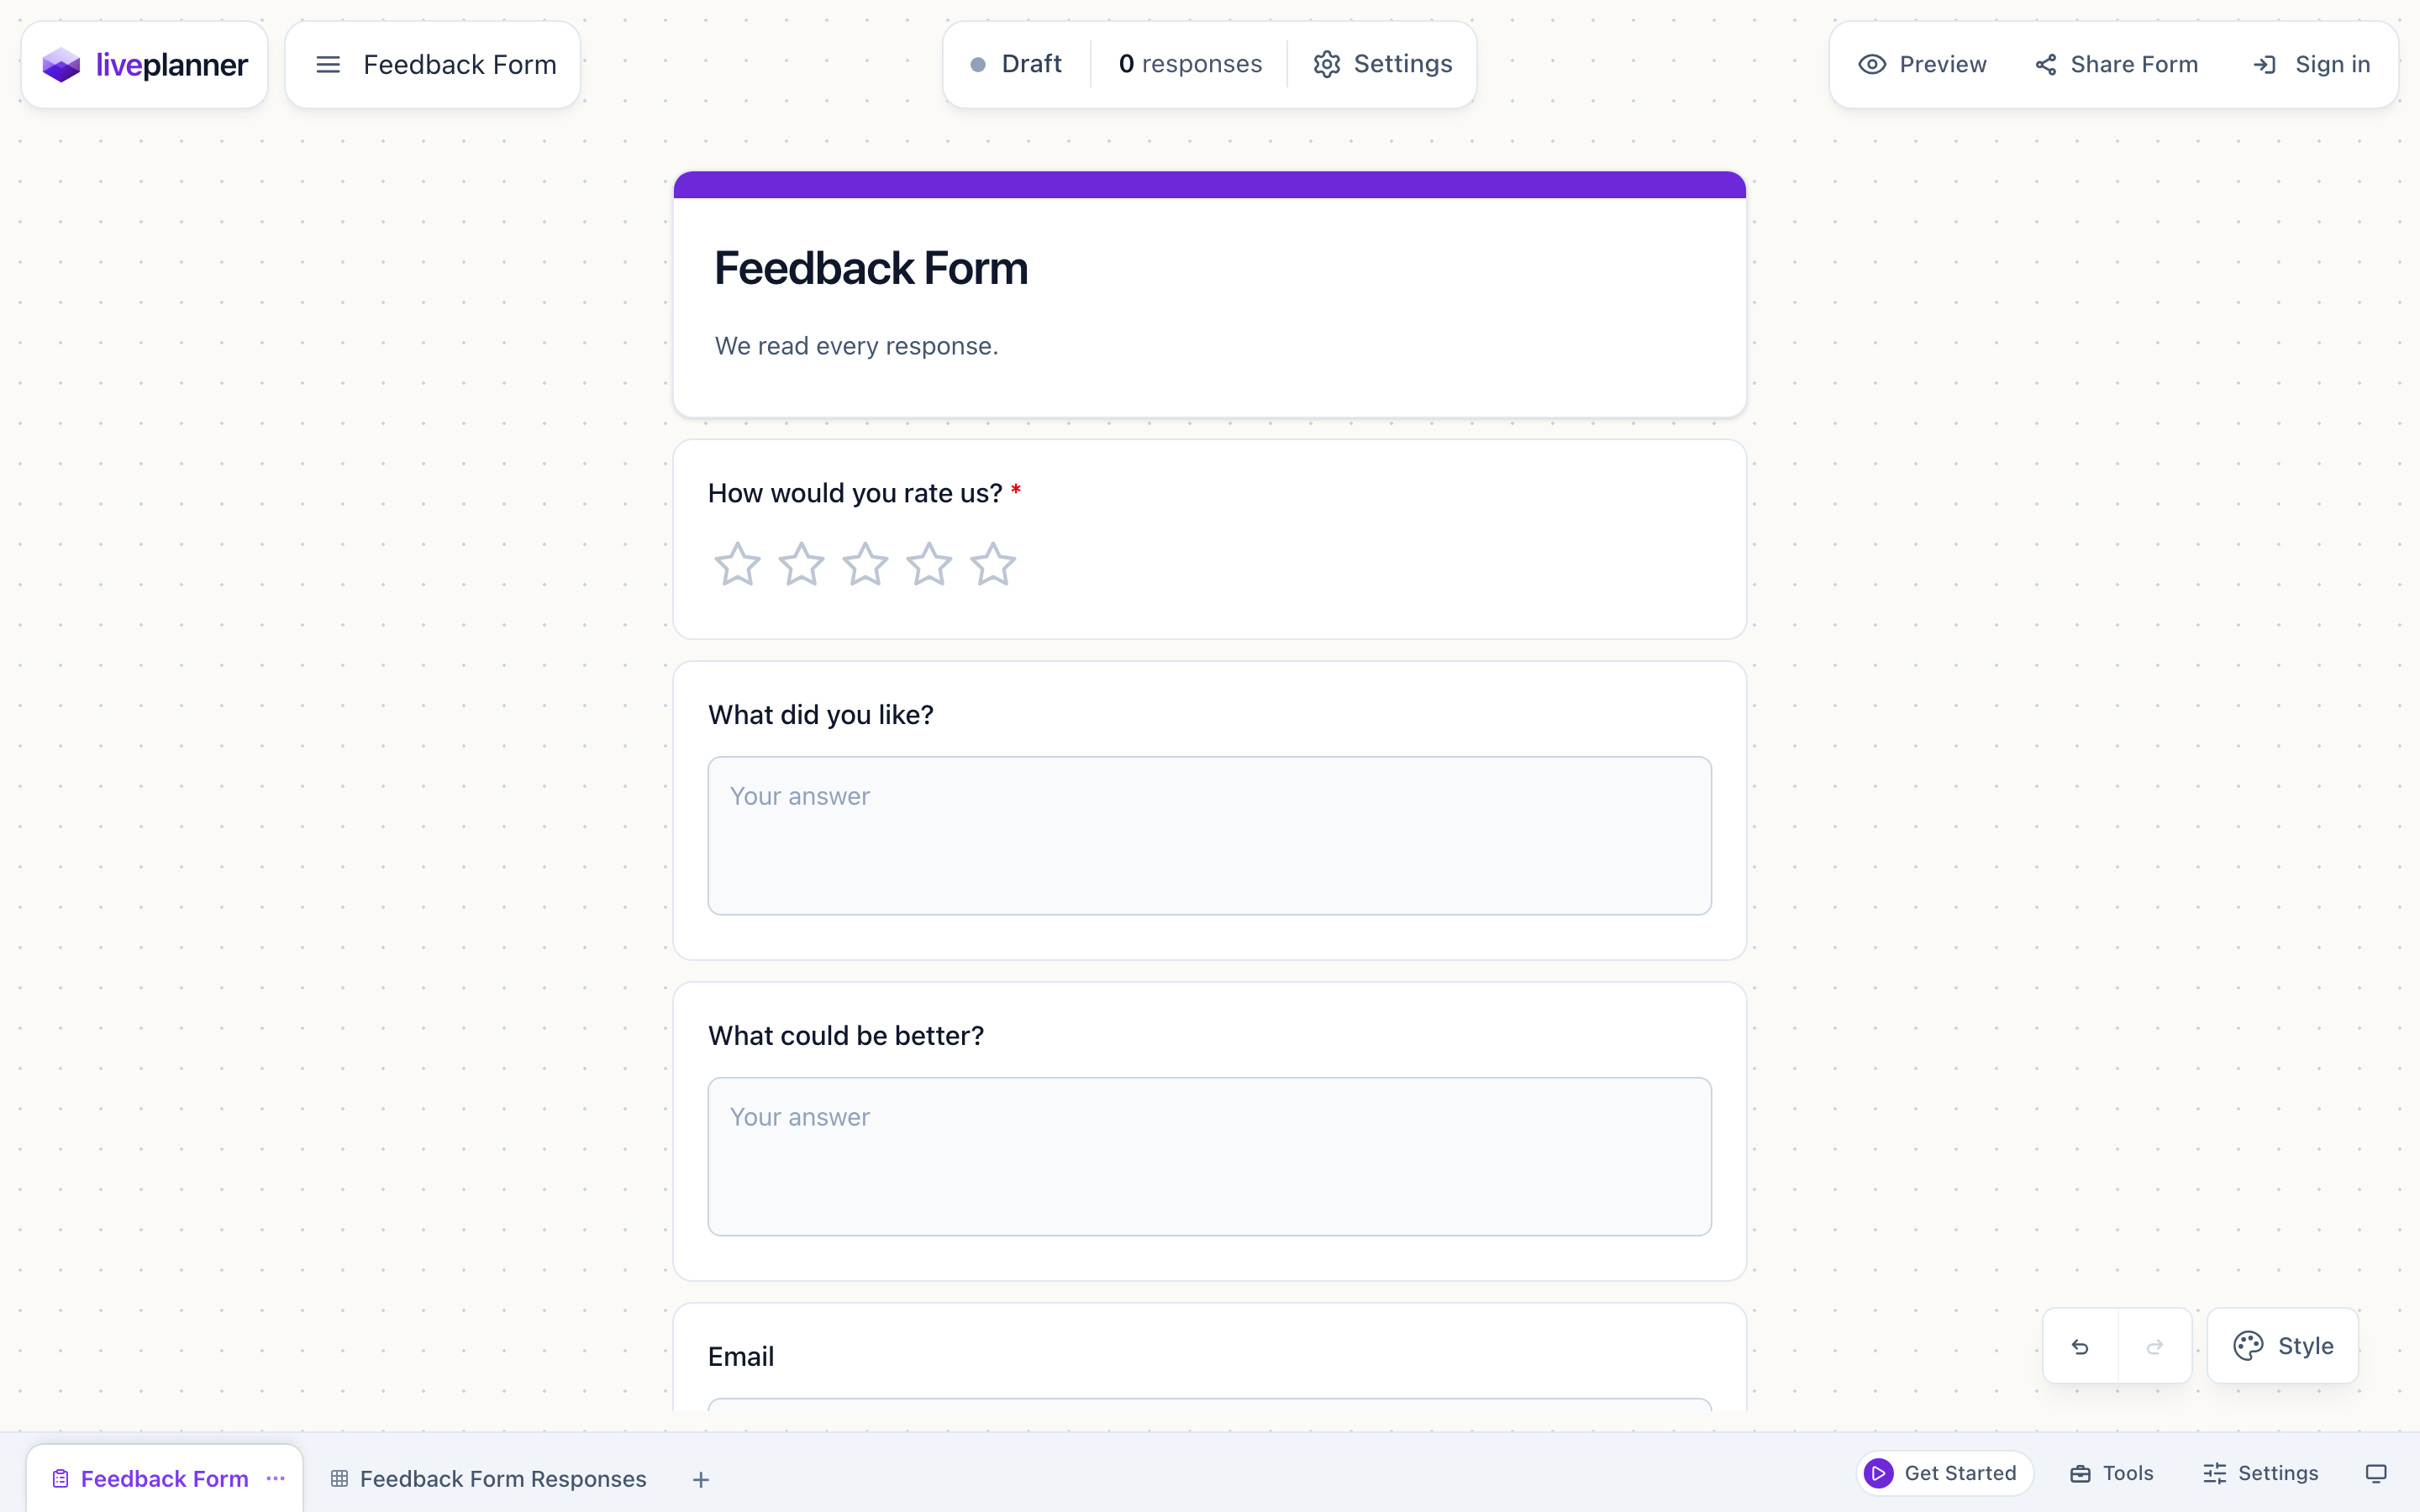 liveplanner
Feedback Form
Draft
0 responses
Settings
Preview
Share Form
Sign in
Feedback Form
We read every response.
How would you rate us? *
What did you like?
Your answer
What could be better?
Your answer
Email
Style
Feedback Form
Feedback Form Responses
Get Started
Tools
Settings